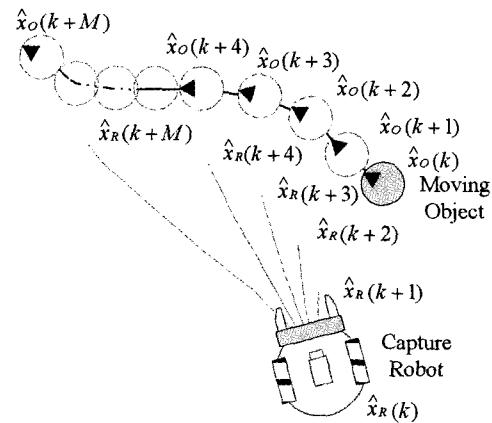 x̂_O(k+M)
x̂_O(k+4)
x̂_O(k+3)
x̂_O(k+2)
x̂_O(k+1)
x̂_O(k)
Moving
Object
x̂_R(k+M)
x̂_R(k+4)
x̂_R(k+3)
x̂_R(k+2)
x̂_R(k+1)
Capture
Robot
x̂_R(k)